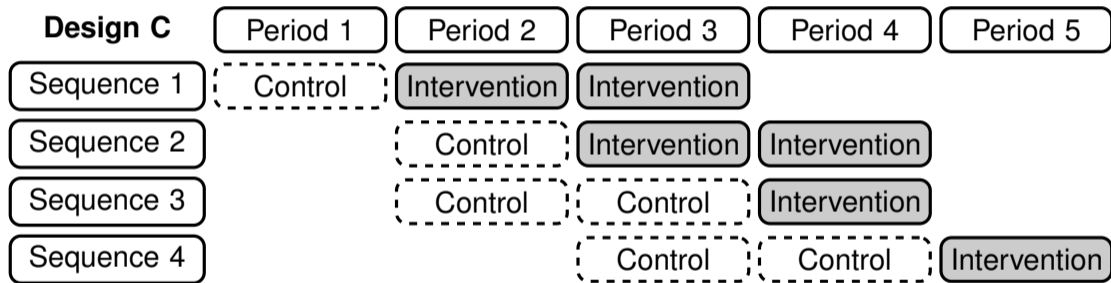 Design C Period 1 Period 2 Period 3 Period 4 Period 5
Sequence 1 Control Intervention Intervention
Sequence 2 Control Intervention Intervention
Sequence 3 Control Control Intervention
Sequence 4 Control Control Intervention